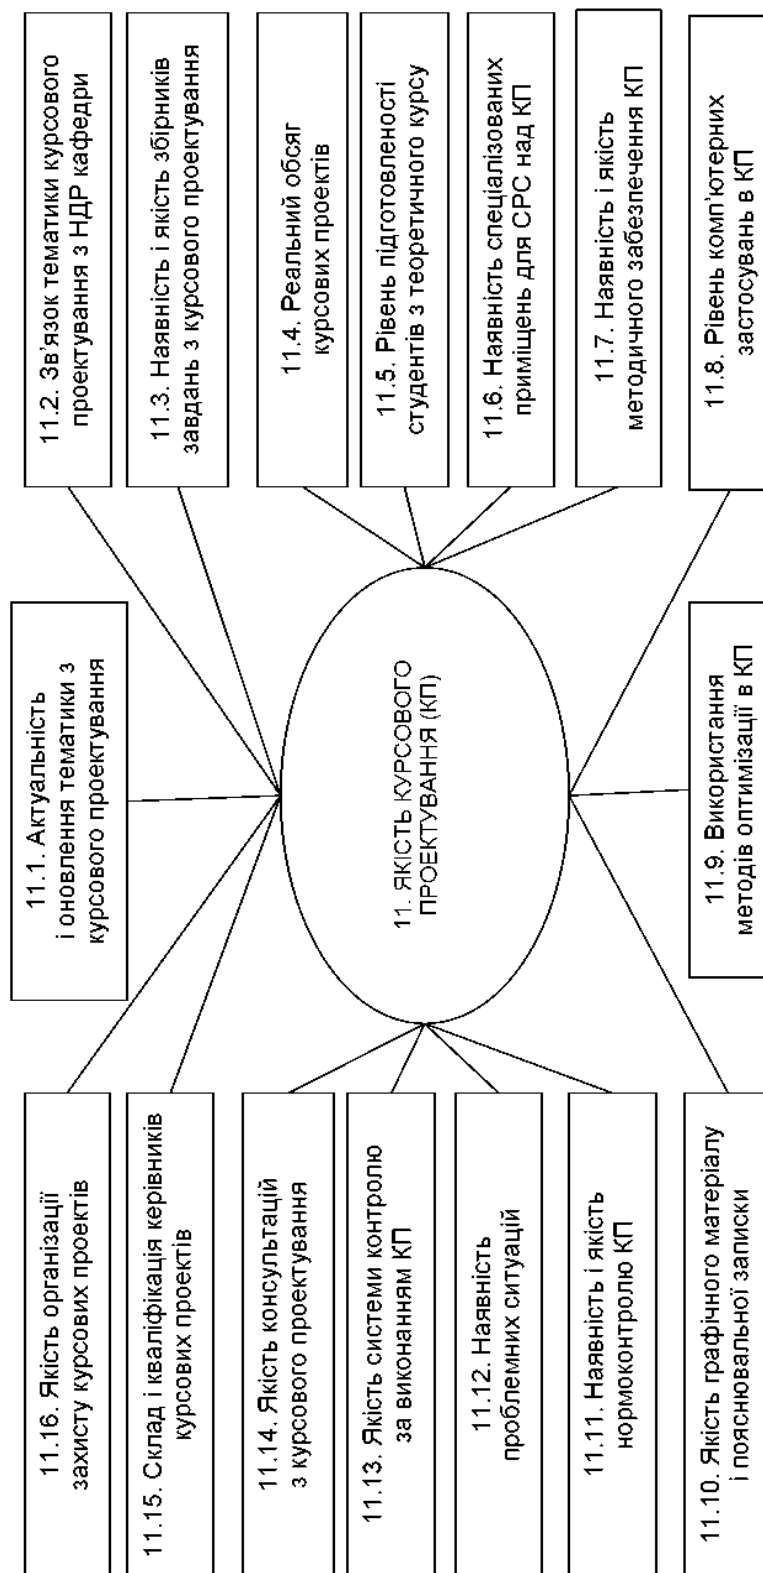 11.1. Актуальність
і оновлення тематики з
курсового проектування
11.2. Зв'язок тематики курсового
проектування з НДР кафедри
11.3. Наявність і якість збірників
завдань з курсового проектування
11.4. Реальний обсяг
курсових проектів
11.5. Рівень підготовленості
студентів з теоретичного курсу
11.6. Наявність спеціалізованих
приміщень для СРС над КП
11.7. Наявність і якість
методичного забезпечення КП
11.8. Рівень комп'ютерних
застосувань в КП
11.9. Використання
методів оптимізації в КП
11.10. Якість графічного матеріалу
і пояснювальної записки
11.11. Наявність і якість
нормоконтролю КП
11.12. Наявність
проблемних ситуацій
11.13. Якість системи контролю
за виконанням КП
11.14. Якість консультацій
з курсового проектування
11.15. Склад і кваліфікація керівників
курсових проектів
11.16. Якість організації
захисту курсових проектів
11. ЯКІСТЬ КУРСОВОГО
ПРОЕКТУВАННЯ (КП)